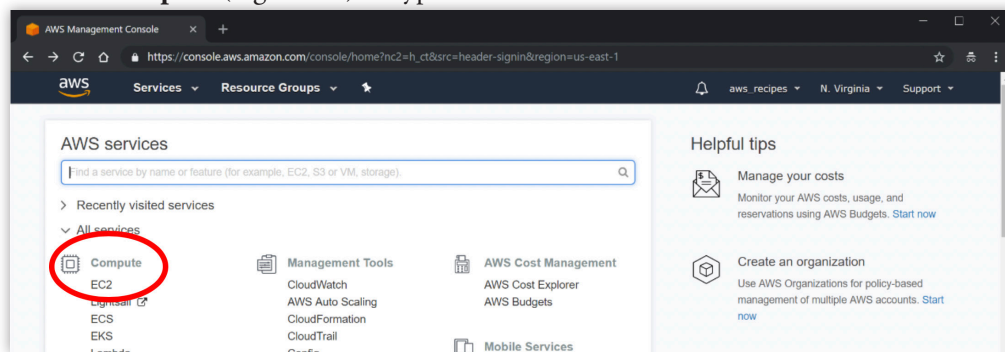 AWS Management Console
https://console.aws.amazon.com/console/home?nc2=h_ct&src=header-signin&region=us-east-1
aws Services Resource Groups aws_recipes N. Virginia Support
AWS services
Find a service by name or feature (for example, EC2, S3 or VM, storage).
Recently visited services
All services
Compute
EC2
Lightsail
ECS
EKS
Lambda
Management Tools
CloudWatch
AWS Auto Scaling
CloudFormation
CloudTrail
Config
AWS Cost Management
AWS Cost Explorer
AWS Budgets
Mobile Services
Helpful tips
Manage your costs
Monitor your AWS costs, usage, and
reservations using AWS Budgets. Start now
Create an organization
Use AWS Organizations for policy-based
management of multiple AWS accounts. Start
now